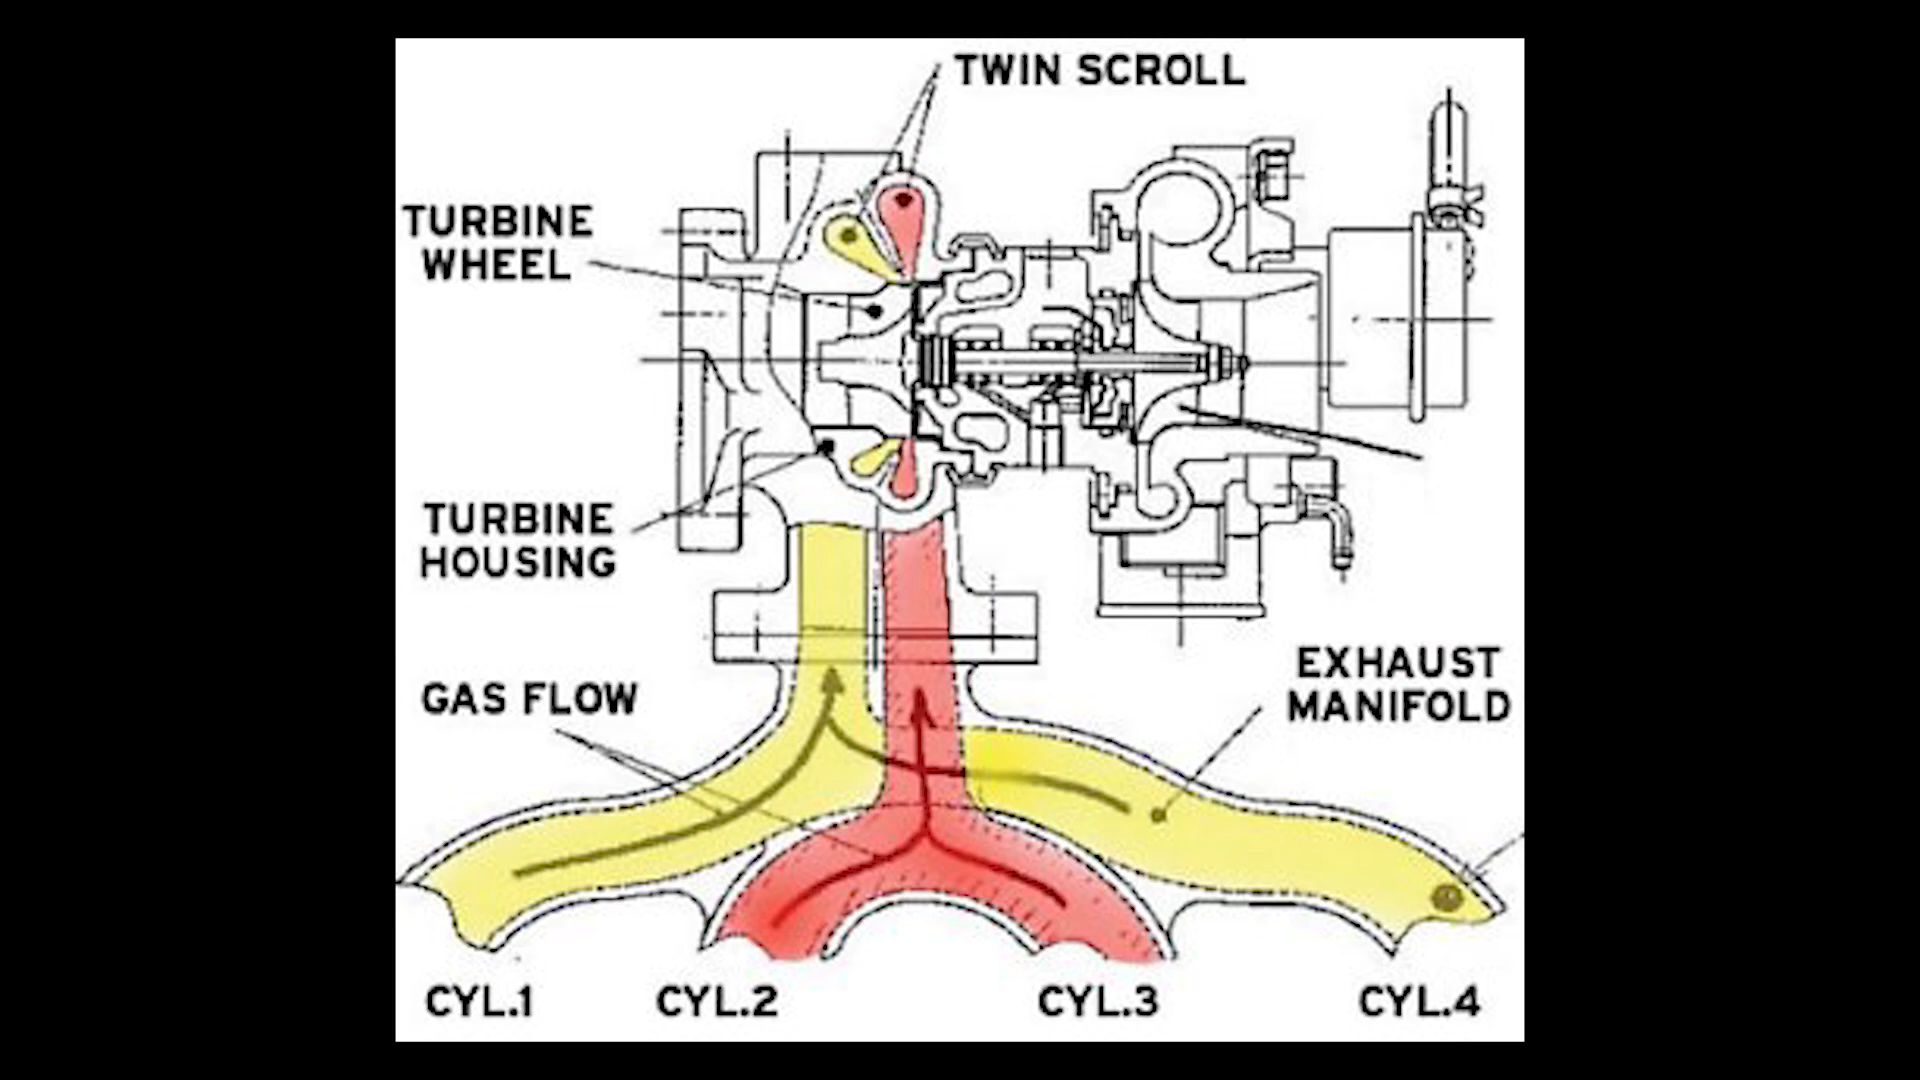 TWIN SCROLL
TURBINE
WHEEL
TURBINE
HOUSING
GAS FLOW
EXHAUST
MANIFOLD
CYL.1
CYL.2
CYL.3
CYL.4